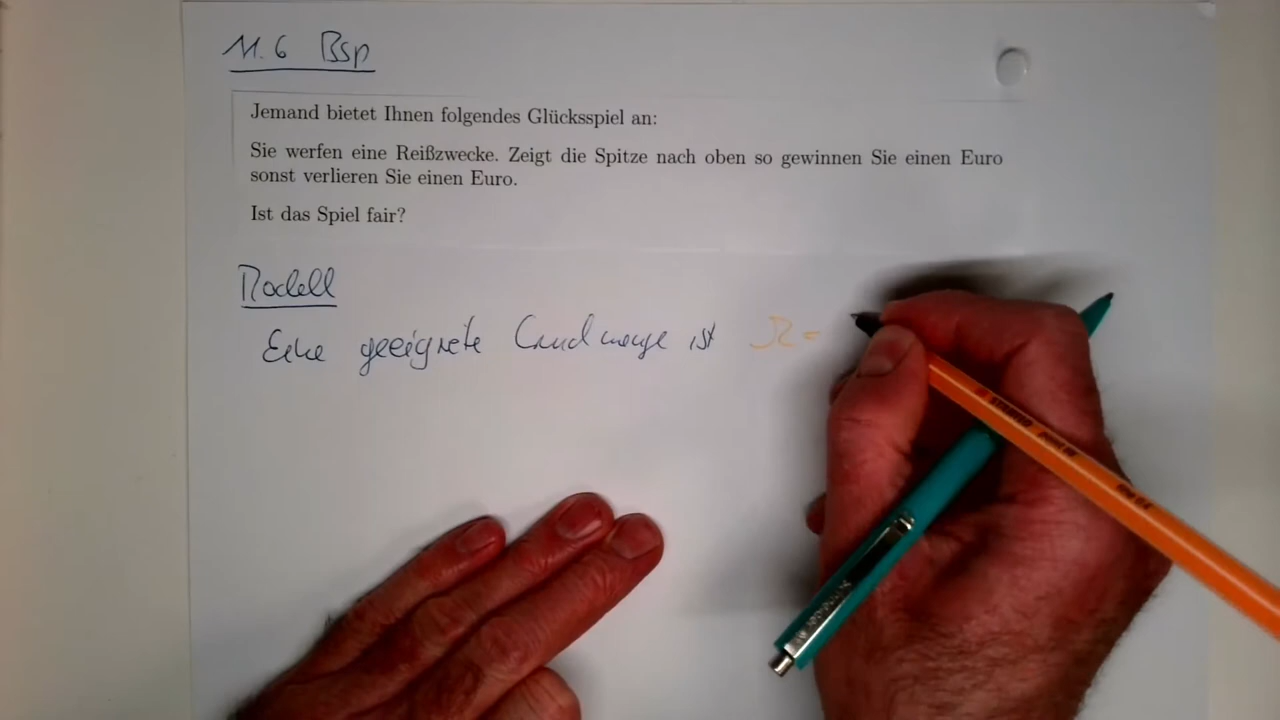 11.6 Bsp
Jemand bietet Ihnen folgendes Glücksspiel an:
Sie werfen eine Reißzwecke. Zeigt die Spitze nach oben so gewinnen Sie einen Euro
sonst verlieren Sie einen Euro.
Ist das Spiel fair?
Modell
Eine geeignete Grundmenge ist Ω =